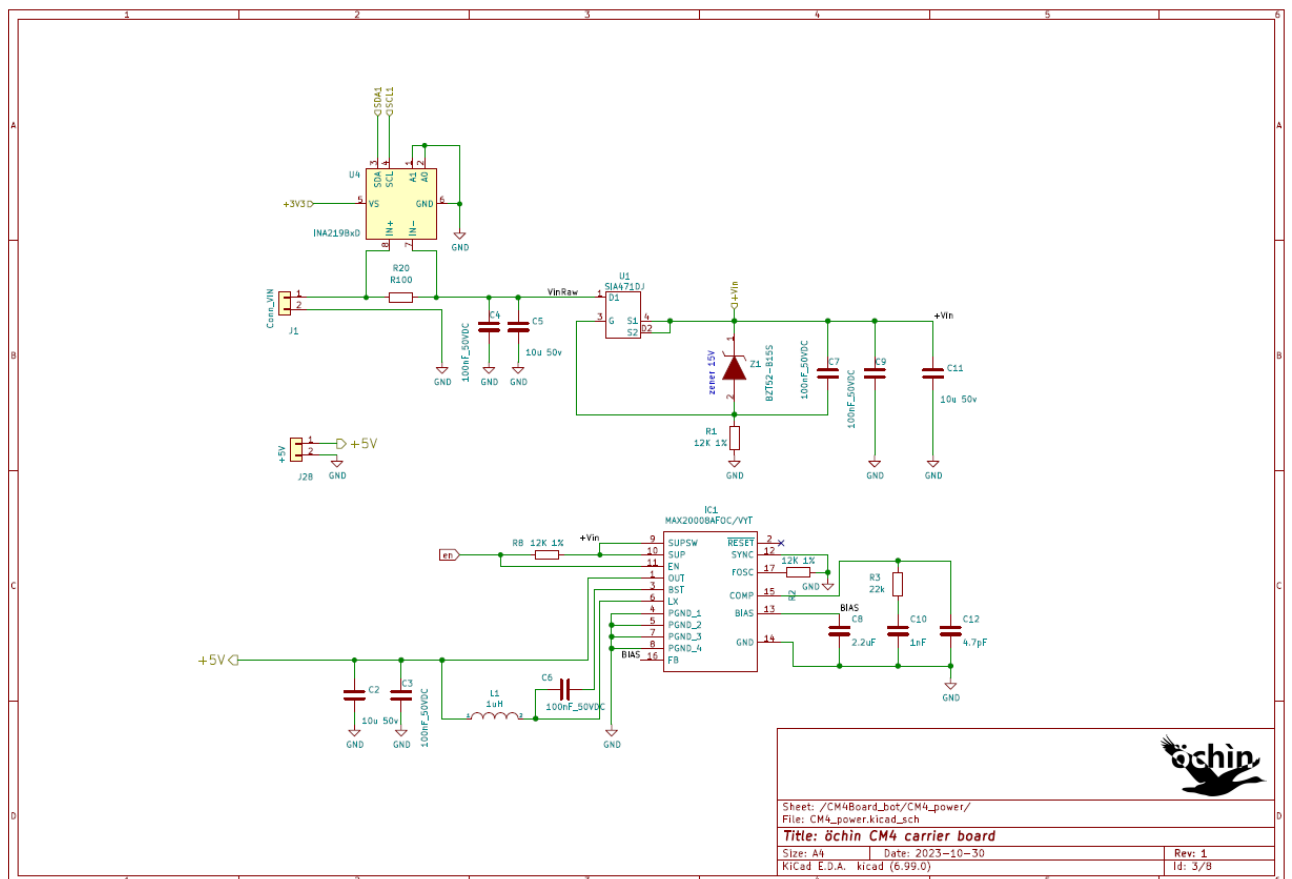 1 2 3 4 5 6
A A
B B
C C
D D
1 2 3 4 5
SDA1
SCL1
U4
3 4 1 2
SDA SCL A1 A0
+3V3 5 VS GND 6
GND
INA219BxD
IN+ IN-
8 7
R20
R100
Conn_VIN
1
2
J1
GND
C4
100nF_50VDC
GND
C5
10u 50v
GND
VinRaw
U1
SIA471DJ
1 D1
3 G S1 4
S2 D2
+Vin
+Vin
zener 15V
1
Z1
BZT52-B15S
2
C7
100nF_50VDC
C9
100nF_50VDC
C11
10u 50v
R1
12K 1%
GND
GND
GND
+5V
1
2
+5V
GND
J28
IC1
MAX20008AFOC/VYT
en
R8 12K 1%
+Vin
9 SUPSW
10 SUP
11 EN
1 OUT
3 BST
6 LX
4 PGND_1
5 PGND_2
7 PGND_3
8 PGND_4
BIAS 16 FB
RESET 2
SYNC 12
FOSC 17
COMP 15
BIAS 13
GND 14
12K 1%
R2
GND
R3
22k
BIAS
C8
2.2uF
C10
1nF
C12
4.7pF
GND
+5V
C2
10u 50v
GND
C3
100nF_50VDC
GND
L1
1uH
1 2
C6
100nF_50VDC
GND
öchìn
Sheet: /CM4Board_bot/CM4_power/
File: CM4_power.kicad_sch
Title: öchìn CM4 carrier board
Size: A4 Date: 2023-10-30 Rev: 1
KiCad E.D.A. kicad (6.99.0) Id: 3/8